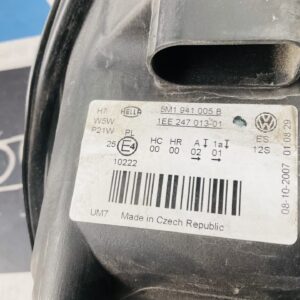 H7 HELLA 5M1 941 005 B
W5W 1EE 247 013-01
P21W PL ES
25 E4 HC HR A 1a 12S
00 00 02 01
10222
UM7 Made in Czech Republic
08-10-2007 01:08:29